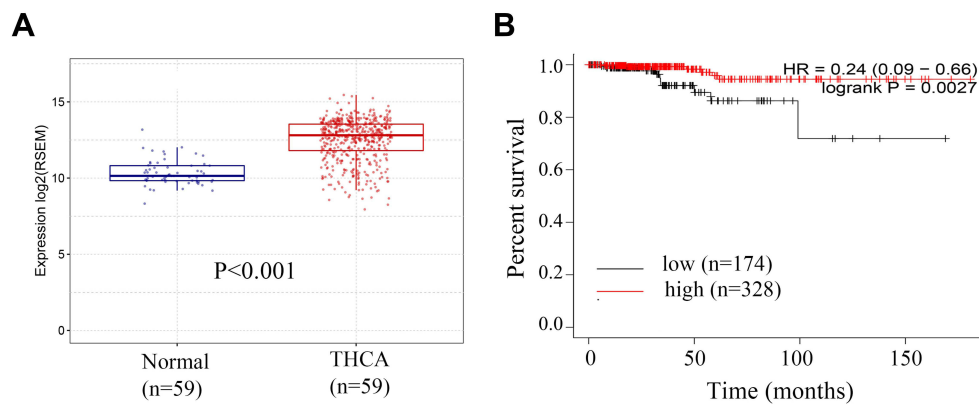 A
Expression log2(RSEM)
15
10
5
0
P<0.001
Normal
(n=59)
THCA
(n=59)
B
Percent survival
1.0
0.8
0.6
0.4
0.2
0.0
HR = 0.24 (0.09 − 0.66)
logrank P = 0.0027
low (n=174)
high (n=328)
0 50 100 150
Time (months)